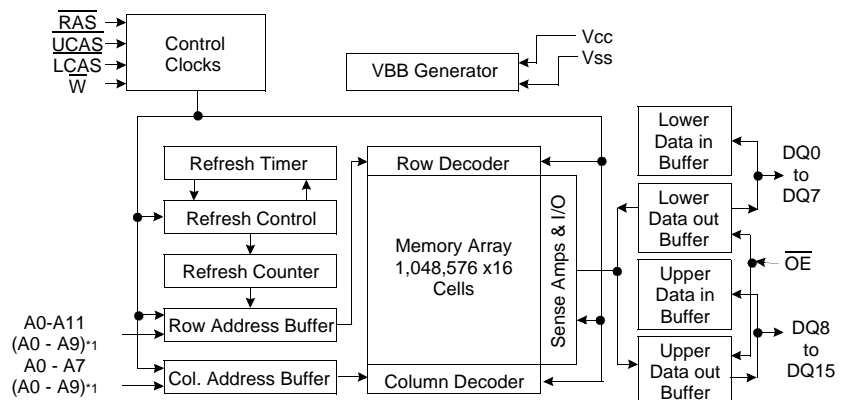 RAS
UCAS
LCAS
W
Control
Clocks
VBB Generator
Vcc
Vss
Refresh Timer
Refresh Control
Refresh Counter
Row Address Buffer
Col. Address Buffer
A0-A11
(A0 - A9)*1
A0 - A7
(A0 - A9)*1
Row Decoder
Memory Array
1,048,576 x16
Cells
Sense Amps & I/O
Column Decoder
Lower
Data in
Buffer
Lower
Data out
Buffer
Upper
Data in
Buffer
Upper
Data out
Buffer
DQ0
to
DQ7
OE
DQ8
to
DQ15